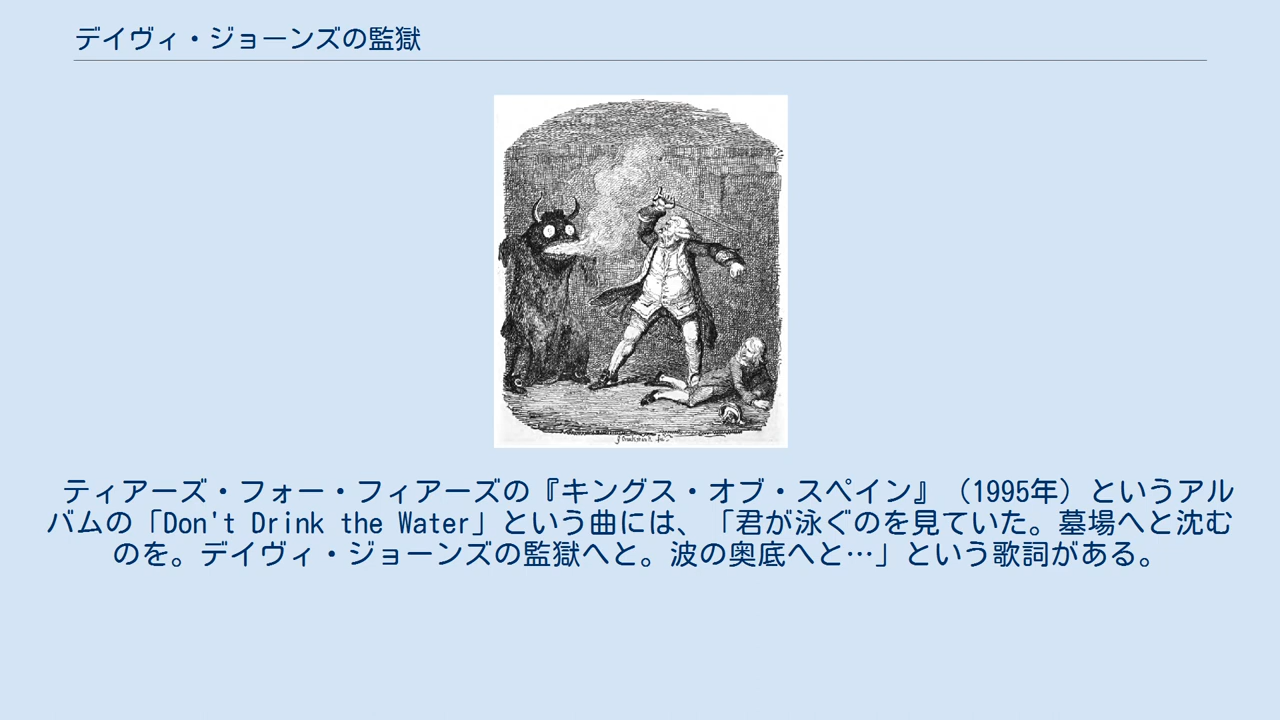 デイヴィ・ジョーンズの監獄
ティアーズ・フォー・フィアーズの『キングス・オブ・スペイン』（1995年）というアル
バムの「Don't Drink the Water」という曲には、「君が泳ぐのを見ていた。墓場へと沈む
のを。デイヴィ・ジョーンズの監獄へと。波の奥底へと…」という歌詞がある。